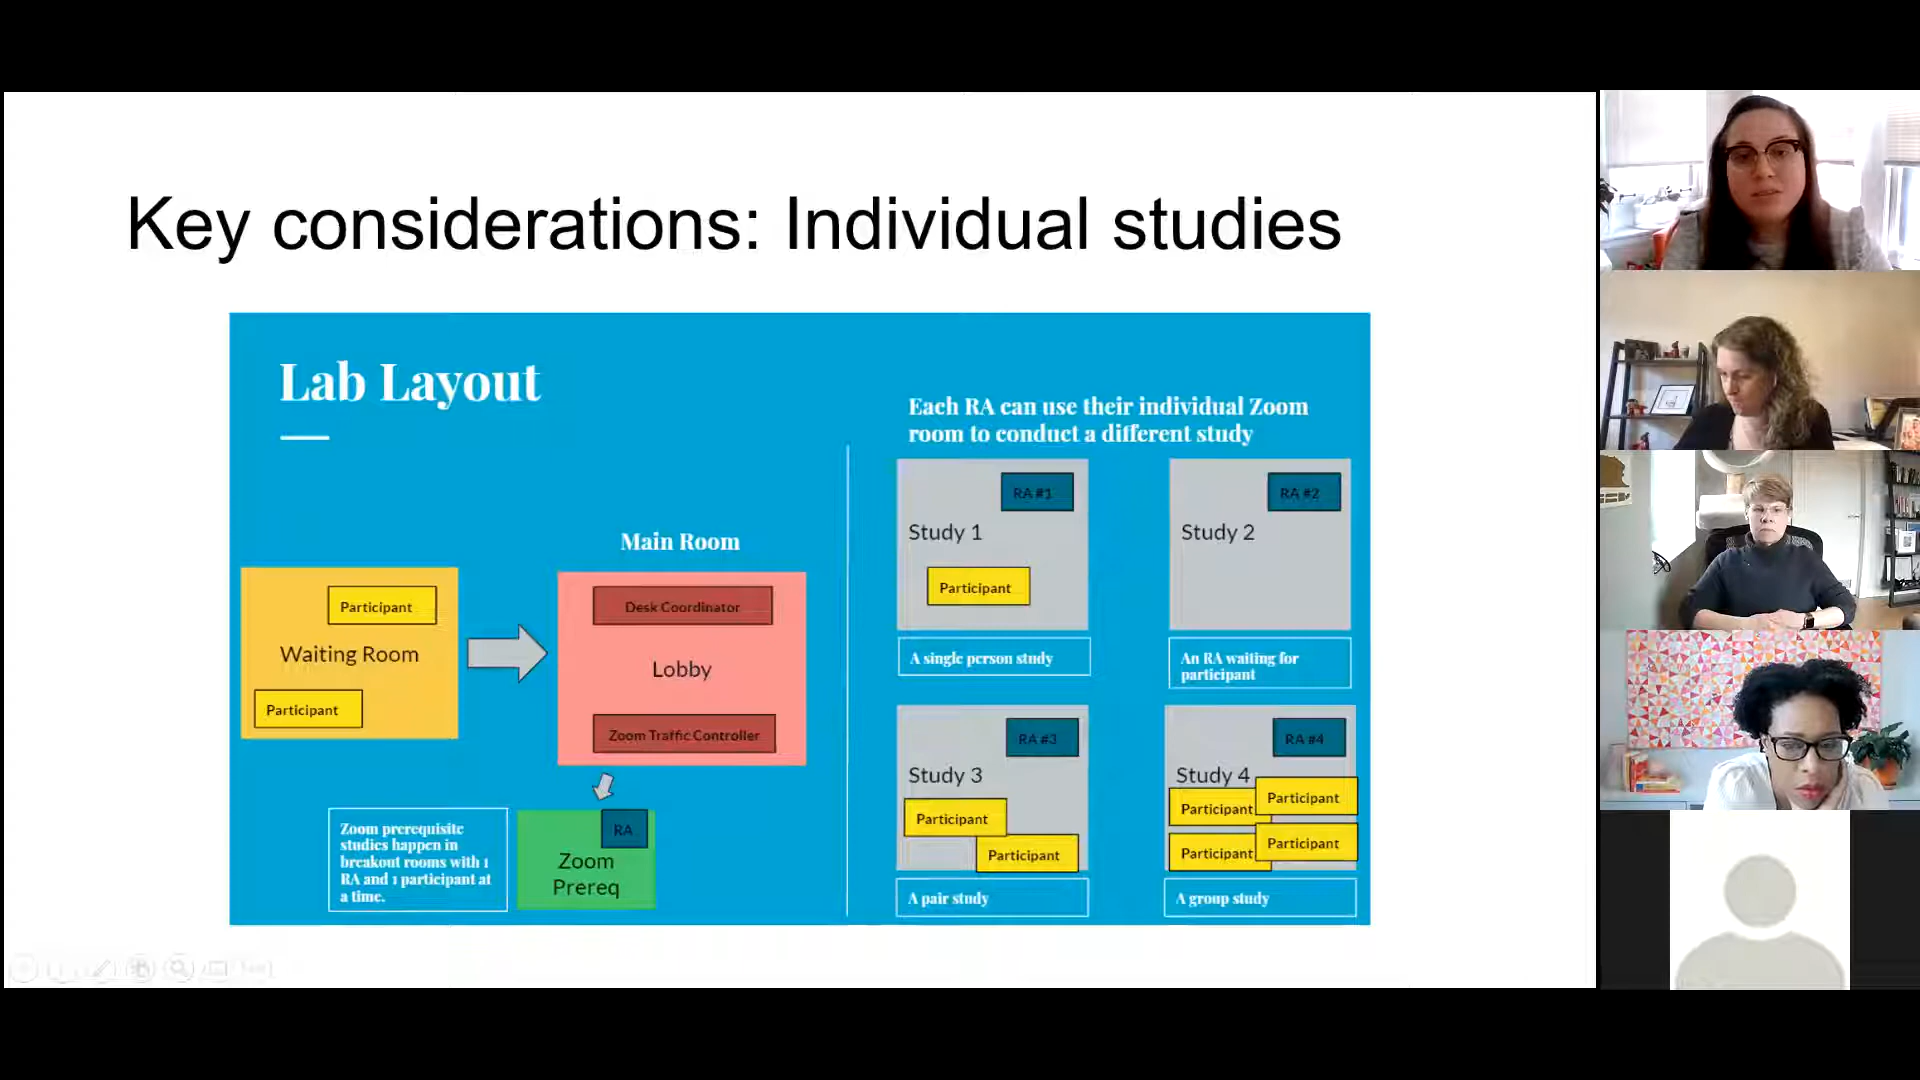 Key considerations: Individual studies
Lab Layout
Each RA can use their individual Zoom
room to conduct a different study
Main Room
Participant
Waiting Room
Participant
Desk Coordinator
Lobby
Zoom Traffic Controller
Zoom prerequisite
studies happen in
breakout rooms with 1
RA and 1 participant at
a time.
RA
Zoom
Prereq
RA #1
Study 1
Participant
A single person study
RA #2
Study 2
An RA waiting for
participant
RA #3
Study 3
Participant
Participant
A pair study
RA #4
Study 4
Participant
Participant
Participant
Participant
A group study